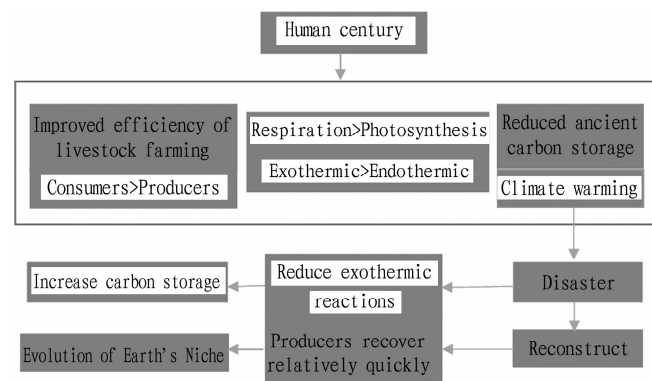 Human century
Improved efficiency of
livestock farming
Consumers>Producers
Respiration>Photosynthesis
Exothermic>Endothermic
Reduced ancient
carbon storage
Climate warming
Increase carbon storage
Reduce exothermic
reactions
Disaster
Evolution of Earth's Niche
Producers recover
relatively quickly
Reconstruct